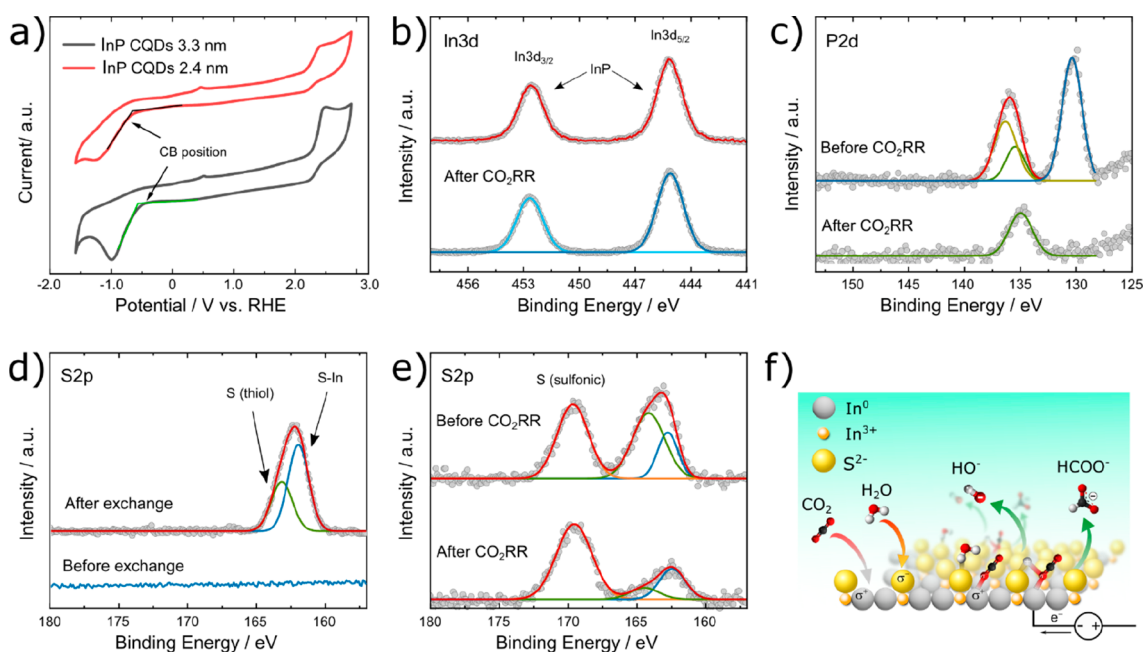 a)
InP CQDs 3.3 nm
InP CQDs 2.4 nm
CB position
Current/ a.u.
-2.0 -1.0 0 1.0 2.0 3.0
Potential / V vs. RHE
b) In3d
In3d3/2
In3d5/2
InP
After CO2RR
Intensity / a.u.
456 453 450 447 444 441
Binding Energy / eV
c) P2d
Before CO2RR
After CO2RR
Intensity / a.u.
150 145 140 135 130 125
Binding Energy / eV
d) S2p
S-In
S (thiol)
After exchange
Before exchange
Intensity / a.u.
180 175 170 165 160
Binding Energy / eV
e) S2p
S (sulfonic)
Before CO2RR
After CO2RR
Intensity / a.u.
180 175 170 165 160
Binding Energy / eV
f)
In0
In3+
S2-
CO2
H2O
HO-
HCOO-
σ+
σ-
σ+
e-
- +